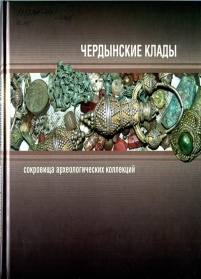 ЧЕРДЫНСКИЕ КЛАДЫ
сокровища археологических коллекций